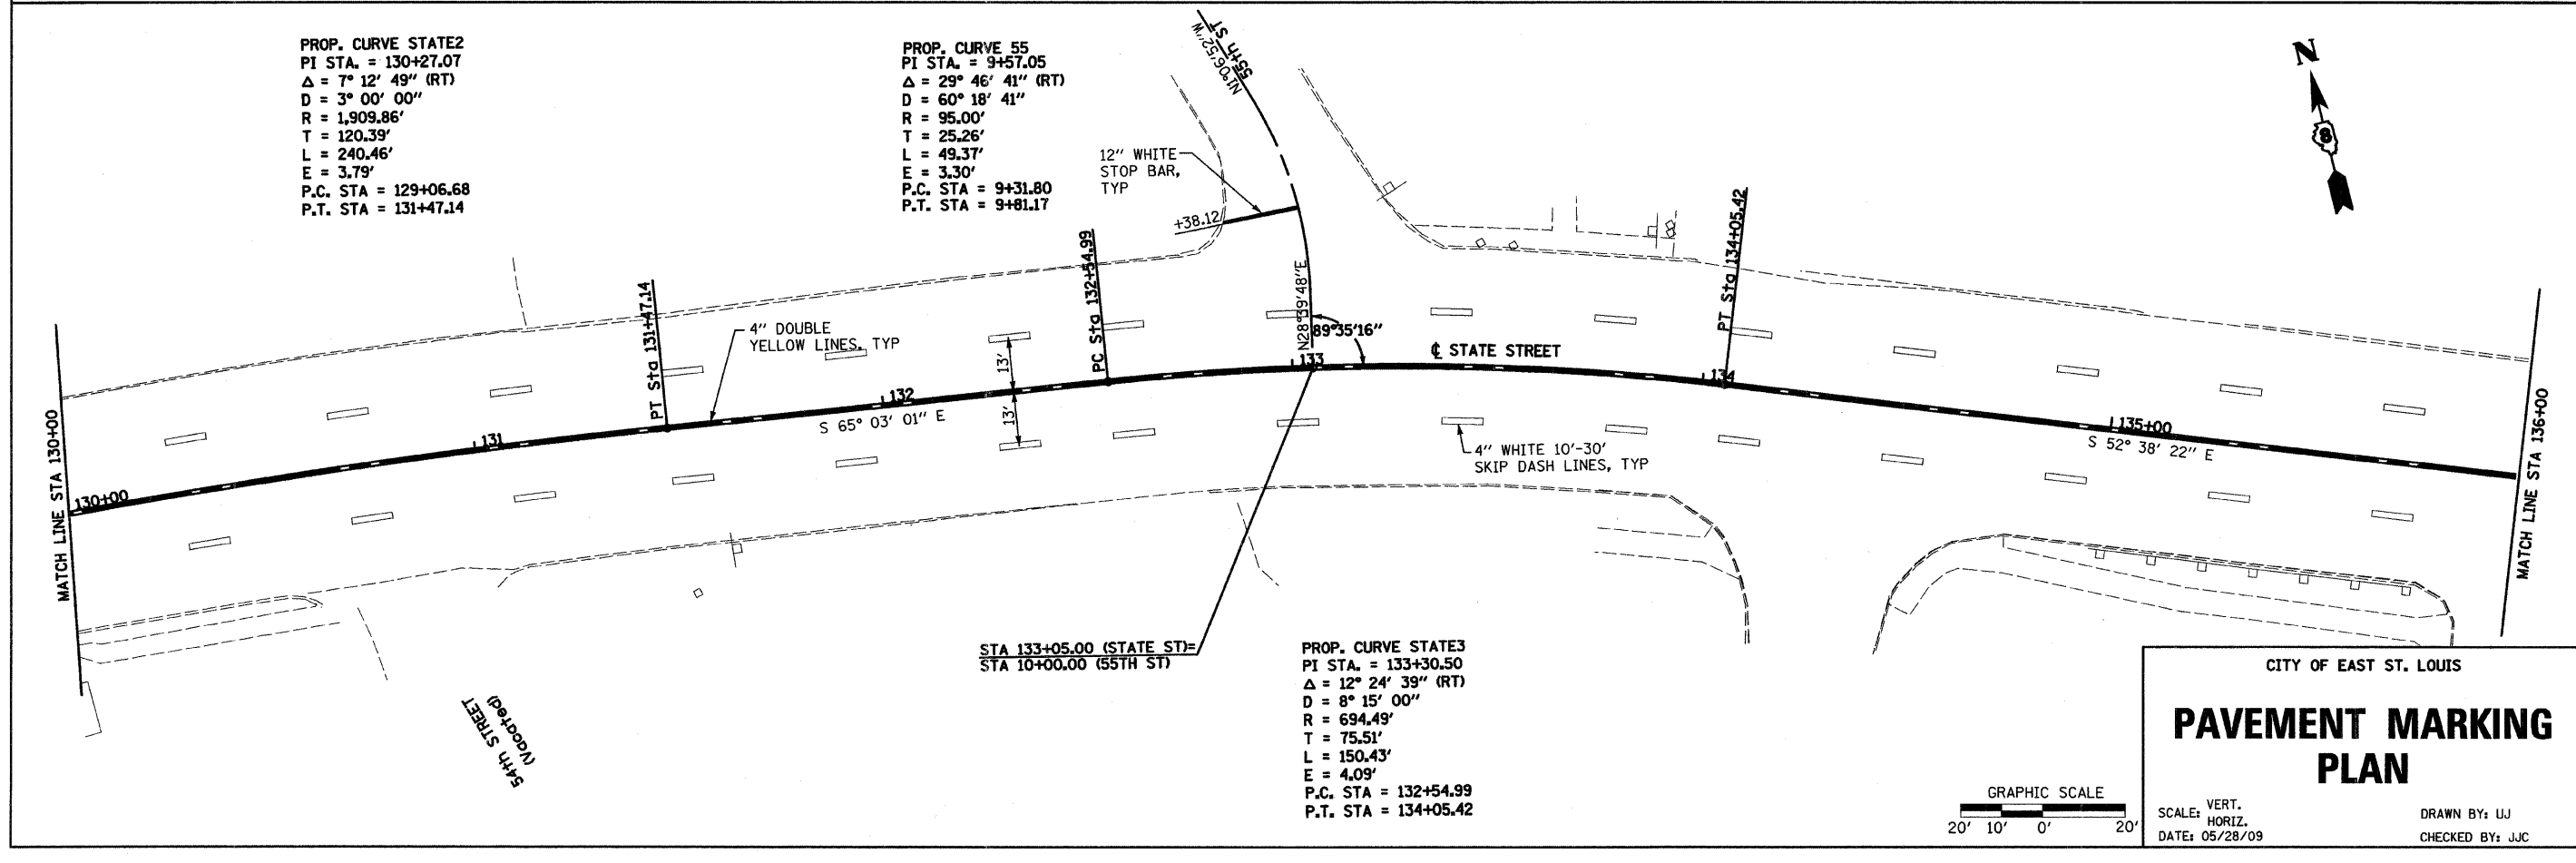 PROP. CURVE STATE2
PI STA. = 130+27.07
Δ = 7° 12' 49" (RT)
D = 3° 00' 00"
R = 1,909.86'
T = 120.39'
L = 240.46'
E = 3.79'
P.C. STA = 129+06.68
P.T. STA = 131+47.14
PROP. CURVE 55
PI STA. = 9+57.05
Δ = 29° 46' 41" (RT)
D = 60° 18' 41"
R = 95.00'
T = 25.26'
L = 49.37'
E = 3.30'
P.C. STA = 9+31.80
P.T. STA = 9+81.17
N1°06'52"W
55th ST
12" WHITE
STOP BAR,
TYP
+38.12
N
8
MATCH LINE STA 130+00
130+00
131
PT Sta 131+47.14
4" DOUBLE
YELLOW LINES, TYP
132
S 65° 03' 01" E
13'
13'
PC Sta 132+54.99
N28°39'48"E
89°35'16"
133
℄ STATE STREET
4" WHITE 10'-30'
SKIP DASH LINES, TYP
PT Sta 134+05.42
134
135+00
S 52° 38' 22" E
MATCH LINE STA 136+00
54th STREET
(Vacated)
STA 133+05.00 (STATE ST)=
STA 10+00.00 (55TH ST)
PROP. CURVE STATE3
PI STA. = 133+30.50
Δ = 12° 24' 39" (RT)
D = 8° 15' 00"
R = 694.49'
T = 75.51'
L = 150.43'
E = 4.09'
P.C. STA = 132+54.99
P.T. STA = 134+05.42
GRAPHIC SCALE
20' 10' 0' 20'
CITY OF EAST ST. LOUIS
PAVEMENT MARKING
PLAN
SCALE: VERT.
HORIZ.
DATE: 05/28/09
DRAWN BY: IJJ
CHECKED BY: JJC